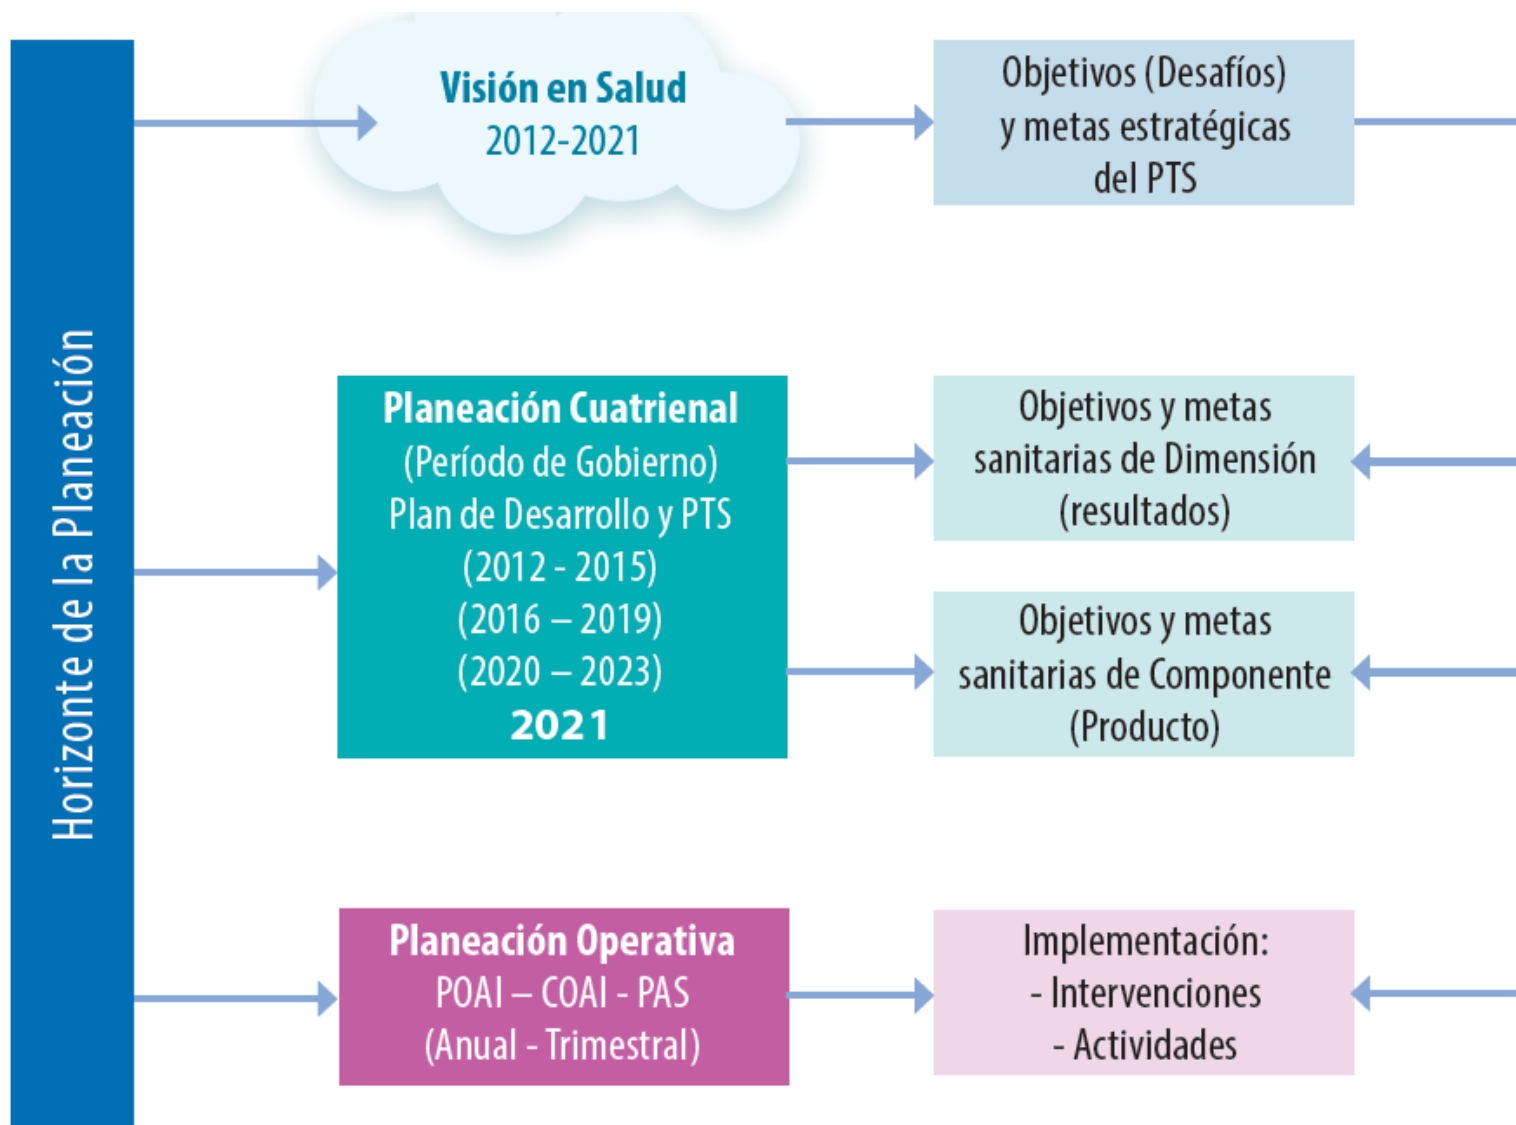 Horizonte de la Planeación
Visión en Salud
2012-2021
Objetivos (Desafíos)
y metas estratégicas
del PTS
Planeación Cuatrienal
(Período de Gobierno)
Plan de Desarrollo y PTS
(2012 - 2015)
(2016 – 2019)
(2020 – 2023)
2021
Objetivos y metas
sanitarias de Dimensión
(resultados)
Objetivos y metas
sanitarias de Componente
(Producto)
Planeación Operativa
POAI – COAI - PAS
(Anual - Trimestral)
Implementación:
- Intervenciones
- Actividades